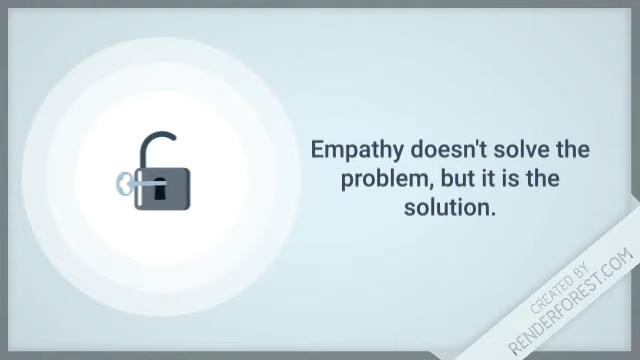 Empathy doesn't solve the
problem, but it is the
solution.
CREATED BY
RENDERFOREST.COM